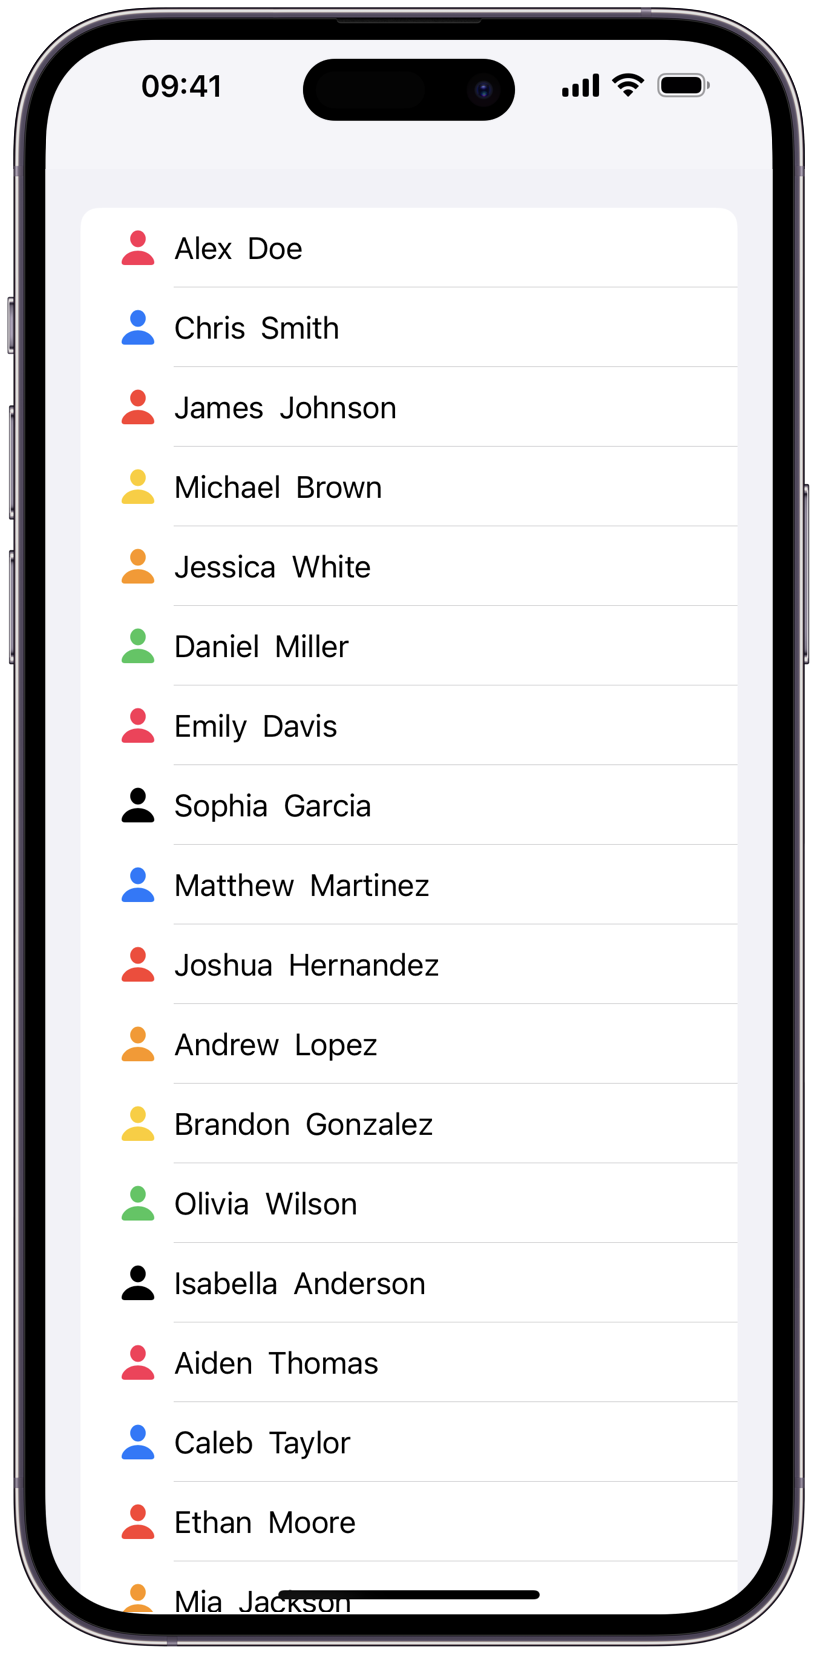 09:41
Alex Doe
Chris Smith
James Johnson
Michael Brown
Jessica White
Daniel Miller
Emily Davis
Sophia Garcia
Matthew Martinez
Joshua Hernandez
Andrew Lopez
Brandon Gonzalez
Olivia Wilson
Isabella Anderson
Aiden Thomas
Caleb Taylor
Ethan Moore
Mia Jackson